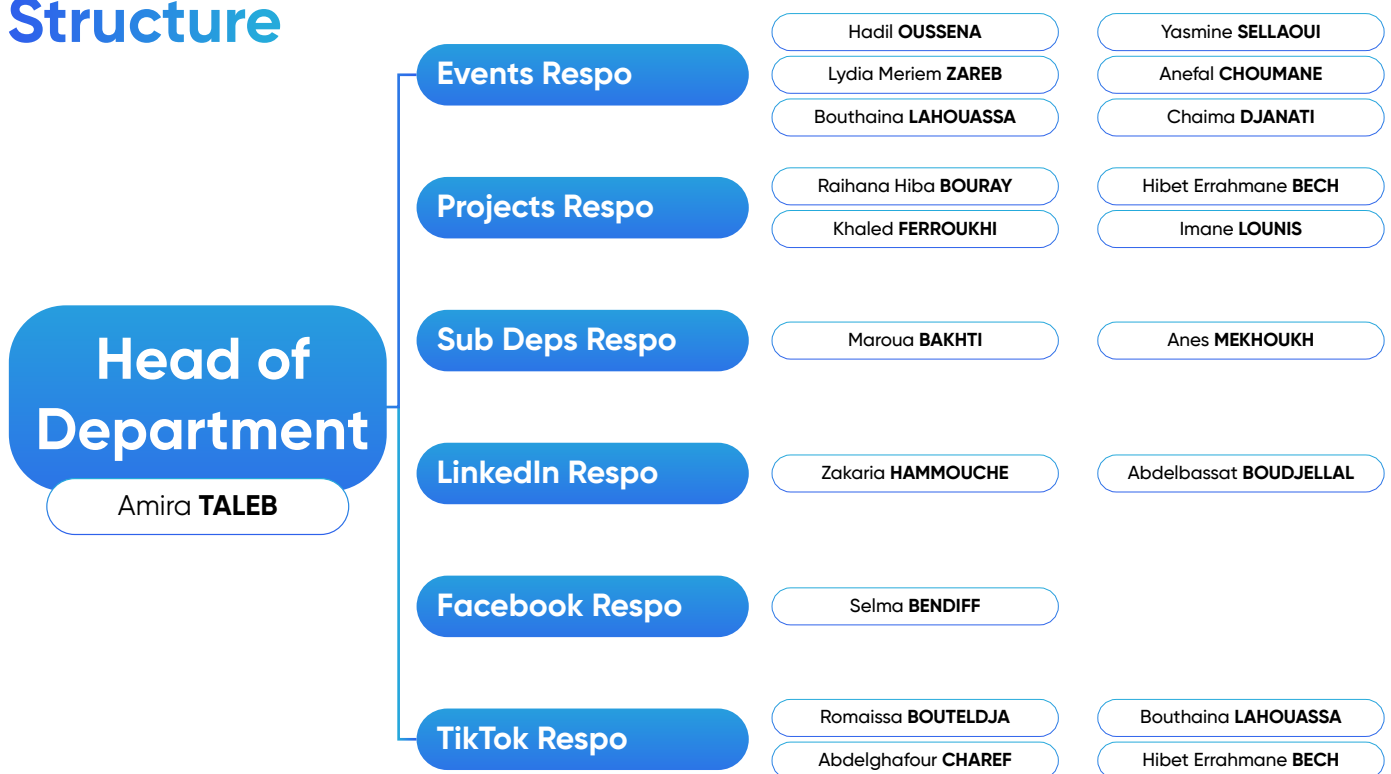 Structure
Head of
Department
Amira TALEB
Events Respo
Hadil OUSSENA
Yasmine SELLAOUI
Lydia Meriem ZAREB
Anefal CHOUMANE
Bouthaina LAHOUASSA
Chaima DJANATI
Projects Respo
Raihana Hiba BOURAY
Hibet Errahmane BECH
Khaled FERROUKHI
Imane LOUNIS
Sub Deps Respo
Maroua BAKHTI
Anes MEKHOUKH
LinkedIn Respo
Zakaria HAMMOUCHE
Abdelbassat BOUDJELLAL
Facebook Respo
Selma BENDIFF
TikTok Respo
Romaissa BOUTELDJA
Bouthaina LAHOUASSA
Abdelghafour CHAREF
Hibet Errahmane BECH